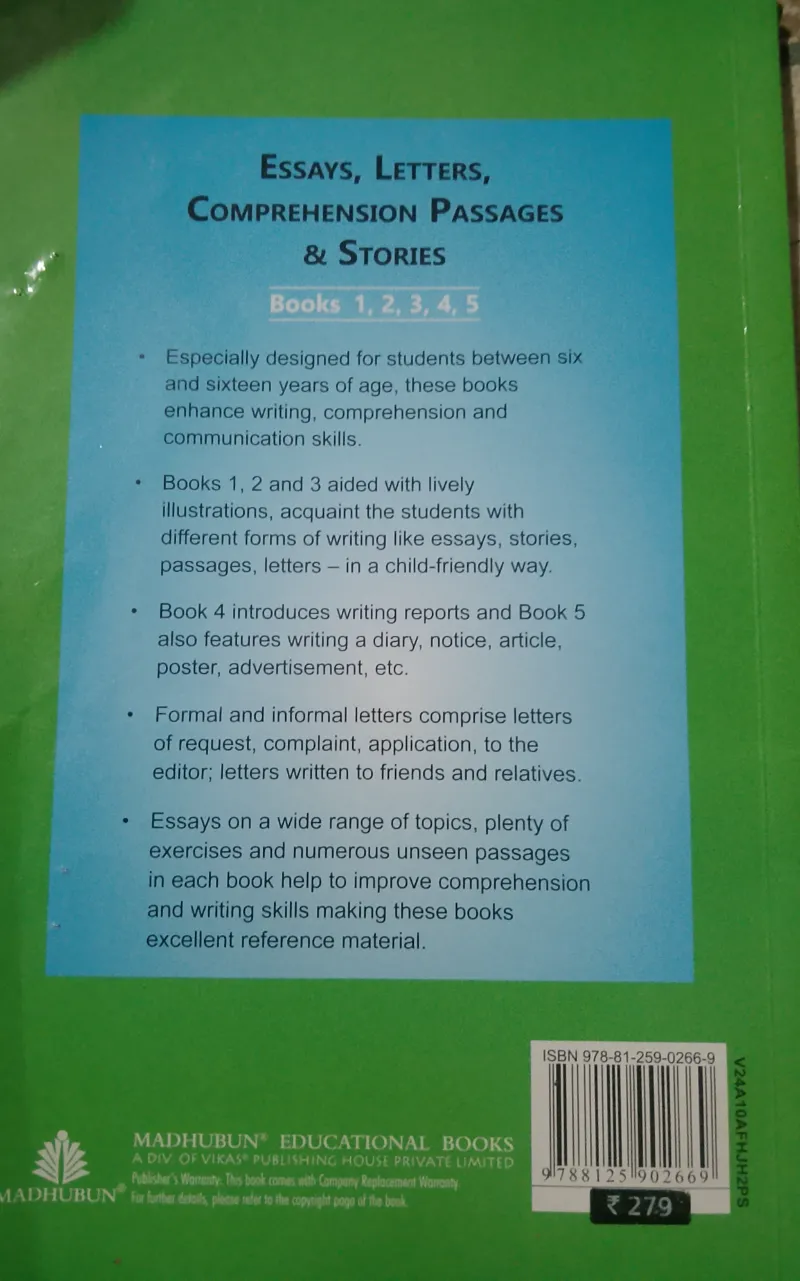 ESSAYS, LETTERS,
COMPREHENSION PASSAGES
& STORIES
Books 1, 2, 3, 4, 5
• Especially designed for students between six
and sixteen years of age, these books
enhance writing, comprehension and
communication skills.
• Books 1, 2 and 3 aided with lively
illustrations, acquaint the students with
different forms of writing like essays, stories,
passages, letters – in a child-friendly way.
• Book 4 introduces writing reports and Book 5
also features writing a diary, notice, article,
poster, advertisement, etc.
• Formal and informal letters comprise letters
of request, complaint, application, to the
editor; letters written to friends and relatives.
• Essays on a wide range of topics, plenty of
exercises and numerous unseen passages
in each book help to improve comprehension
and writing skills making these books
excellent reference material.
ISBN 978-81-259-0266-9
9 788125 902669
₹ 279
V24A10AFHJH2PS
MADHUBUN®
MADHUBUN® EDUCATIONAL BOOKS
A DIV. OF VIKAS® PUBLISHING HOUSE PRIVATE LIMITED
Publisher's Warranty: This book comes with Company Replacement Warranty.
For further details, please refer to the copyright page of the book.